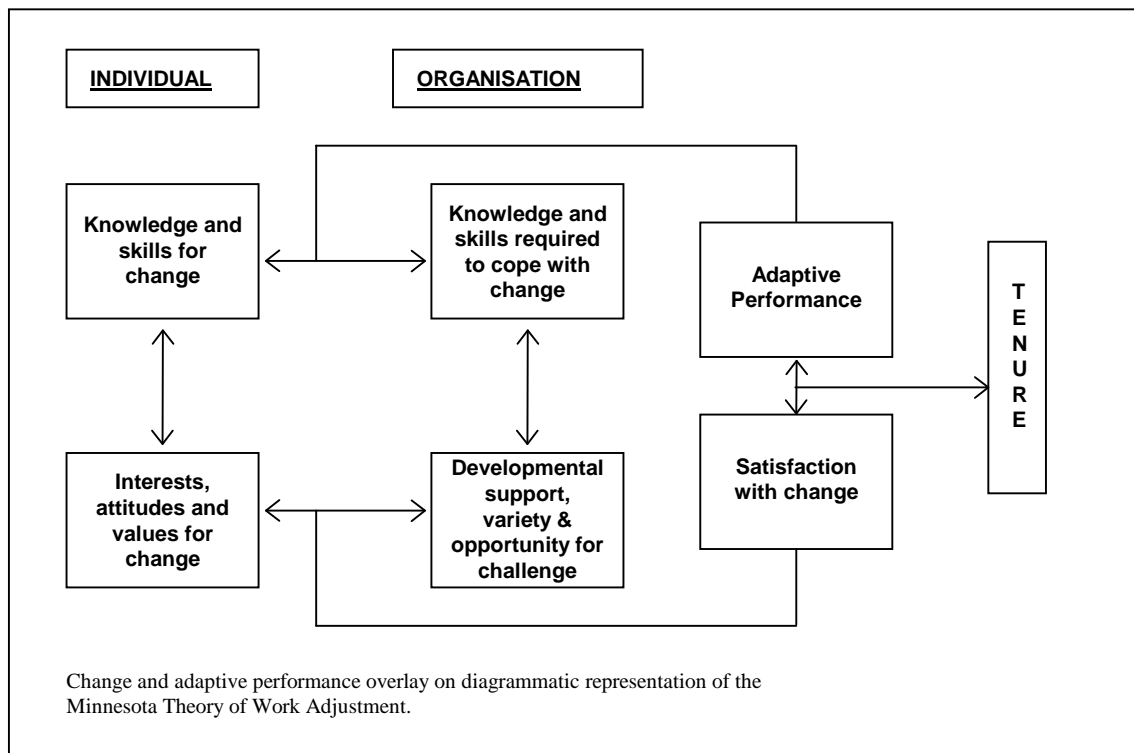 INDIVIDUAL
ORGANISATION
Knowledge and
skills for
change
Knowledge and
skills required
to cope with
change
Adaptive
Performance
T
E
N
U
R
E
Interests,
attitudes and
values for
change
Developmental
support,
variety &
opportunity for
challenge
Satisfaction
with change
Change and adaptive performance overlay on diagrammatic representation of the
Minnesota Theory of Work Adjustment.